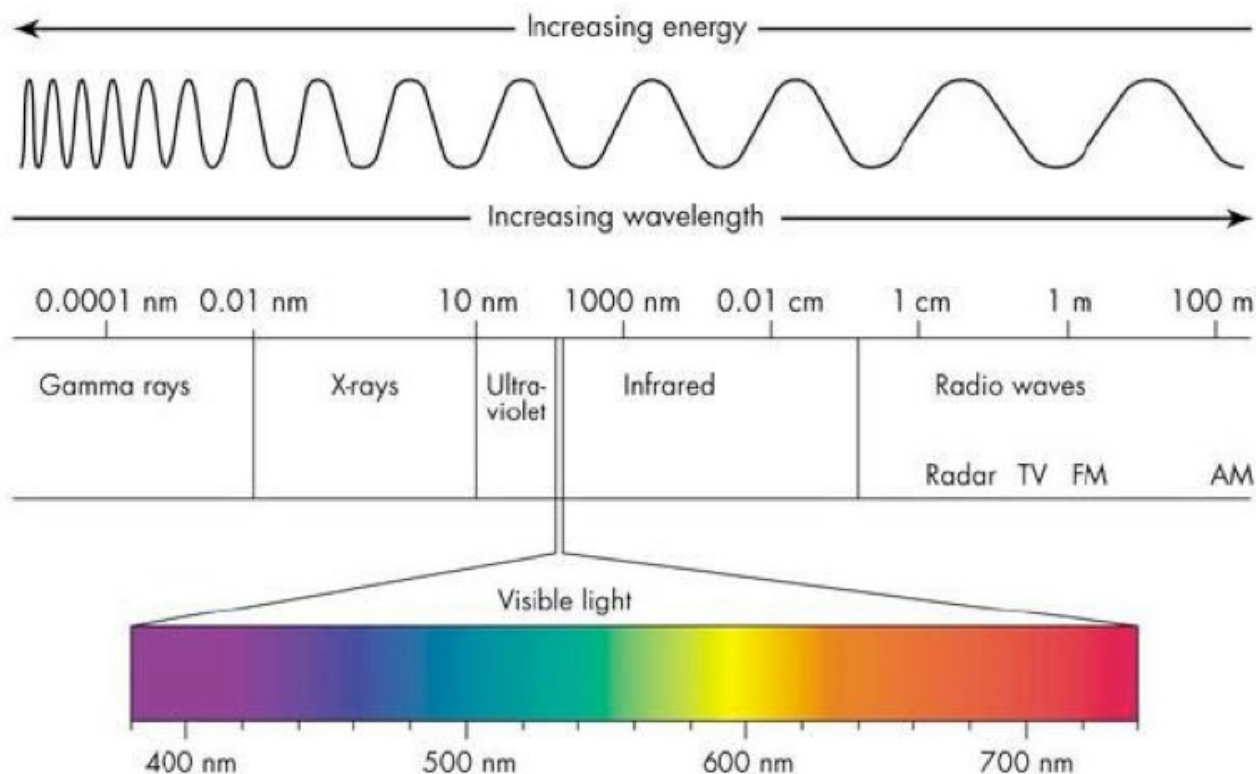 Increasing energy
Increasing wavelength
0.0001 nm 0.01 nm 10 nm 1000 nm 0.01 cm 1 cm 1 m 100 m
Gamma rays X-rays Ultra-
violet Infrared Radio waves
Radar TV FM AM
Visible light
400 nm 500 nm 600 nm 700 nm